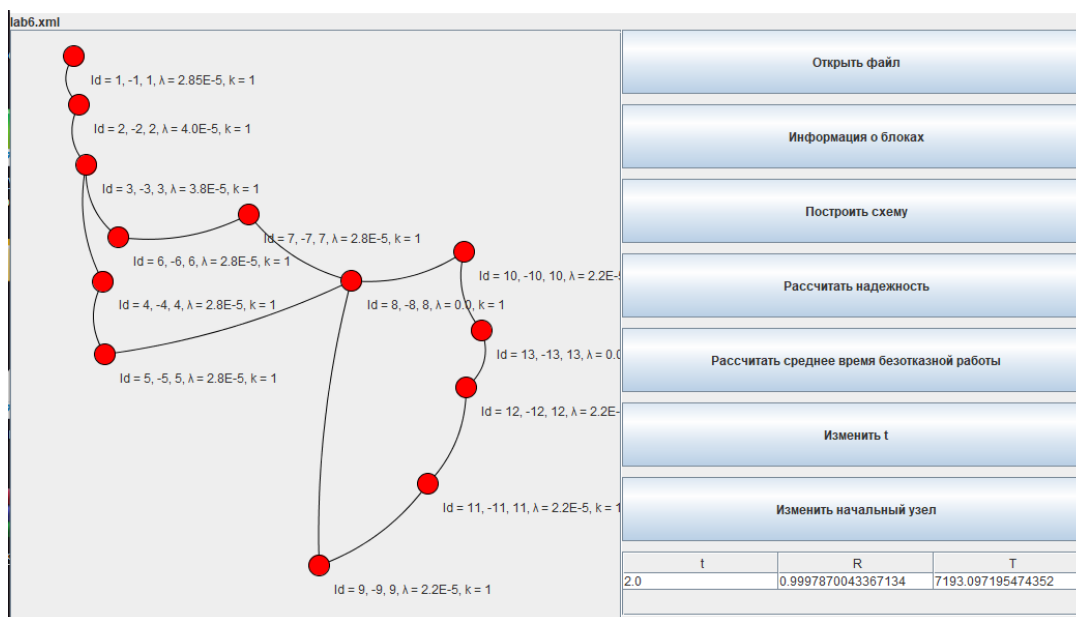 lab6.xml
Id = 1, -1, 1, λ = 2.85E-5, k = 1
Id = 2, -2, 2, λ = 4.0E-5, k = 1
Id = 3, -3, 3, λ = 3.8E-5, k = 1
Id = 7, -7, 7, λ = 2.8E-5, k = 1
Id = 6, -6, 6, λ = 2.8E-5, k = 1
Id = 10, -10, 10, λ = 2.2E-5
Id = 4, -4, 4, λ = 2.8E-5, k = 1
Id = 8, -8, 8, λ = 0.0, k = 1
Id = 13, -13, 13, λ = 0.0
Id = 5, -5, 5, λ = 2.8E-5, k = 1
Id = 12, -12, 12, λ = 2.2E-
Id = 11, -11, 11, λ = 2.2E-5, k = 1
Id = 9, -9, 9, λ = 2.2E-5, k = 1
Открыть файл
Информация о блоках
Построить схему
Рассчитать надежность
Рассчитать среднее время безотказной работы
Изменить t
Изменить начальный узел
t R T
2.0 0.9997870043367134 7193.097195474352